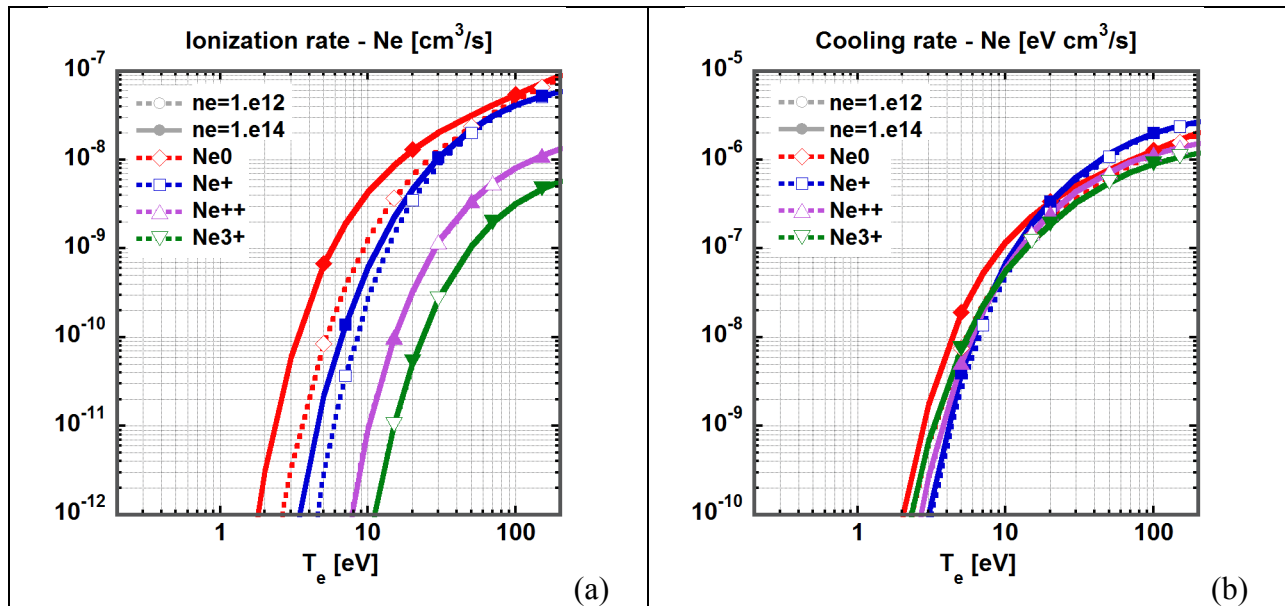 Ionization rate - Ne [cm³/s]
10⁻⁷
10⁻⁸
10⁻⁹
10⁻¹⁰
10⁻¹¹
10⁻¹²
ne=1.e12
ne=1.e14
Ne0
Ne+
Ne++
Ne3+
1
10
100
Tₑ [eV]
(a)
Cooling rate - Ne [eV cm³/s]
10⁻⁵
10⁻⁶
10⁻⁷
10⁻⁸
10⁻⁹
10⁻¹⁰
ne=1.e12
ne=1.e14
Ne0
Ne+
Ne++
Ne3+
1
10
100
Tₑ [eV]
(b)